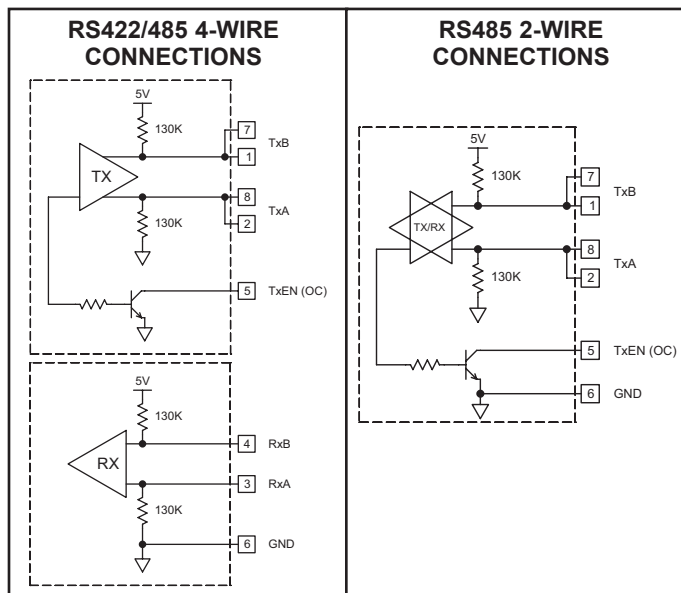 RS422/485 4-WIRE
CONNECTIONS
5V
130K
7
TxB
1
TX
8
TxA
130K
2
5
TxEN (OC)
5V
130K
4
RxB
RX
3
RxA
130K
6
GND
RS485 2-WIRE
CONNECTIONS
5V
130K
7
TxB
1
TX/RX
8
TxA
130K
2
5
TxEN (OC)
6
GND